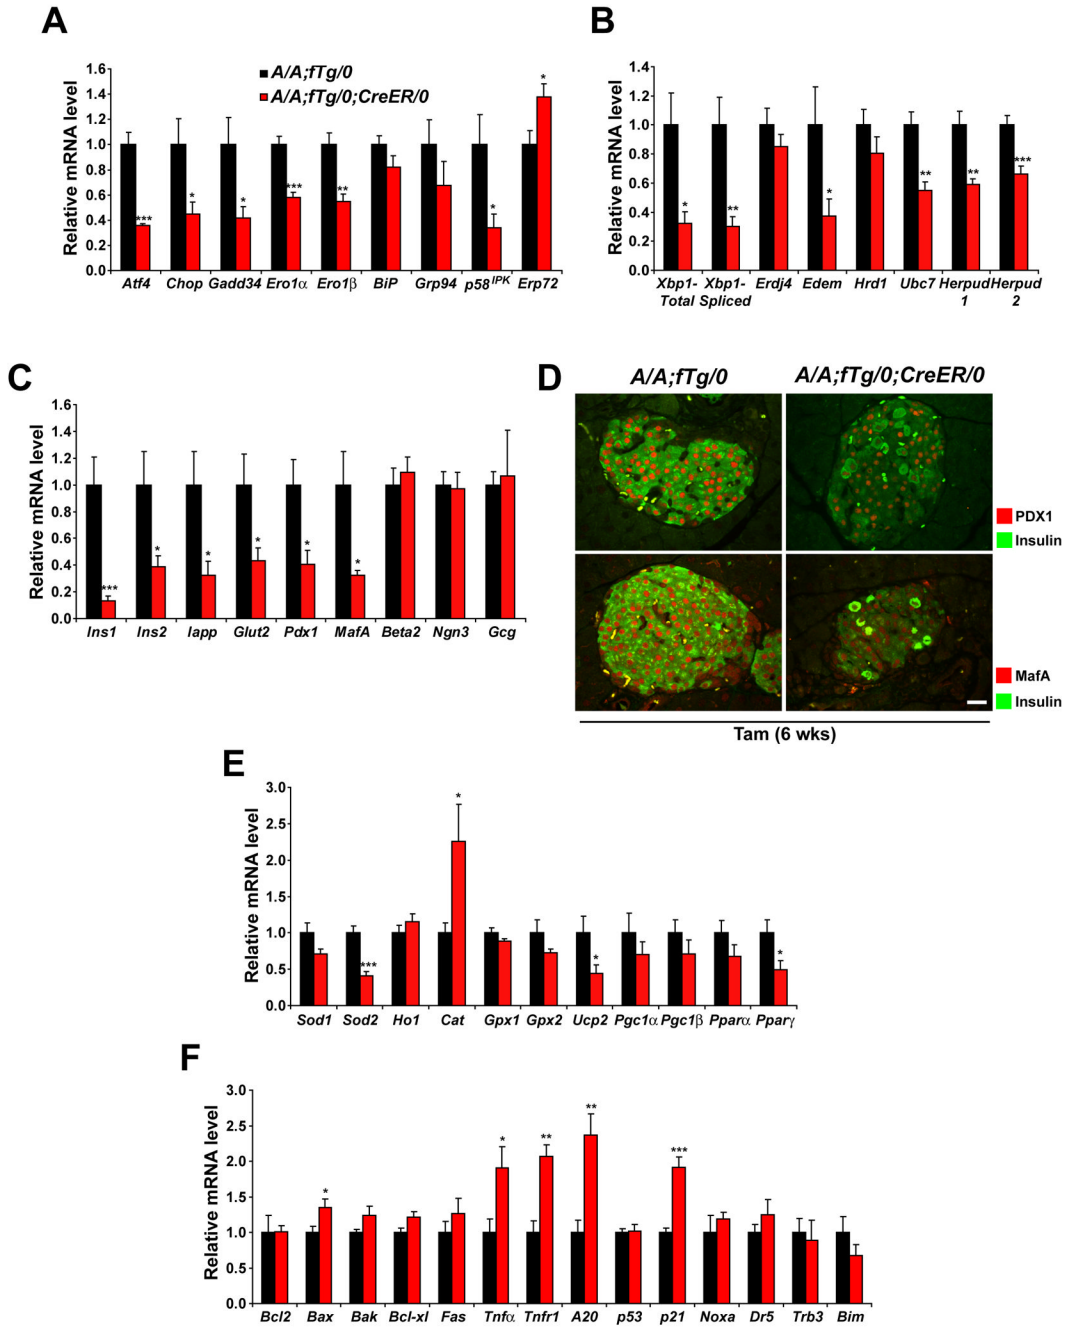 A
Relative mRNA level
1.6
1.4
1.2
1.0
0.8
0.6
0.4
0.2
0.0
A/A;fTg/0
A/A;fTg/0;CreER/0
*** * * *** ** * *
Atf4 Chop Gadd34 Ero1α Ero1β BiP Grp94 p58IPK Erp72
B
Relative mRNA level
1.4
1.2
1.0
0.8
0.6
0.4
0.2
0.0
* ** * ** ** ***
Xbp1- Xbp1- Erdj4 Edem Hrd1 Ubc7 Herpud Herpud
Total Spliced 1 2
C
Relative mRNA level
1.6
1.4
1.2
1.0
0.8
0.6
0.4
0.2
0.0
*** * * * * *
Ins1 Ins2 Iapp Glut2 Pdx1 MafA Beta2 Ngn3 Gcg
D
A/A;fTg/0 A/A;fTg/0;CreER/0
PDX1
Insulin
MafA
Insulin
Tam (6 wks)
E
Relative mRNA level
3.0
2.5
2.0
1.5
1.0
0.5
0.0
*** * * *
Sod1 Sod2 Ho1 Cat Gpx1 Gpx2 Ucp2 Pgc1α Pgc1β Pparα Pparγ
F
Relative mRNA level
3.0
2.5
2.0
1.5
1.0
0.5
0.0
* * ** ** ***
Bcl2 Bax Bak Bcl-xl Fas Tnfα Tnfr1 A20 p53 p21 Noxa Dr5 Trb3 Bim